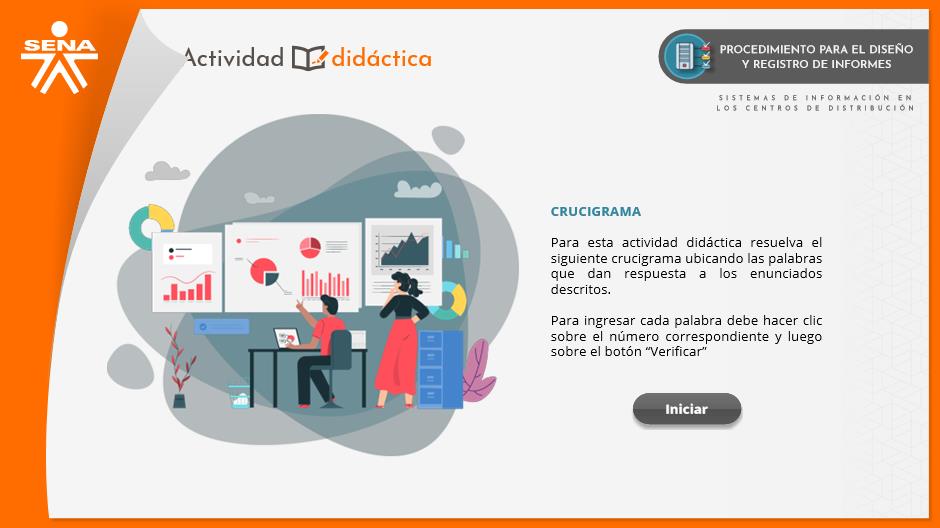 SENA
Actividad didáctica
PROCEDIMIENTO PARA EL DISEÑO
Y REGISTRO DE INFORMES
SISTEMAS DE INFORMACIÓN EN
LOS CENTROS DE DISTRIBUCIÓN
CRUCIGRAMA
Para esta actividad didáctica resuelva el
siguiente crucigrama ubicando las palabras
que dan respuesta a los enunciados
descritos.
Para ingresar cada palabra debe hacer clic
sobre el número correspondiente y luego
sobre el botón “Verificar”
Iniciar